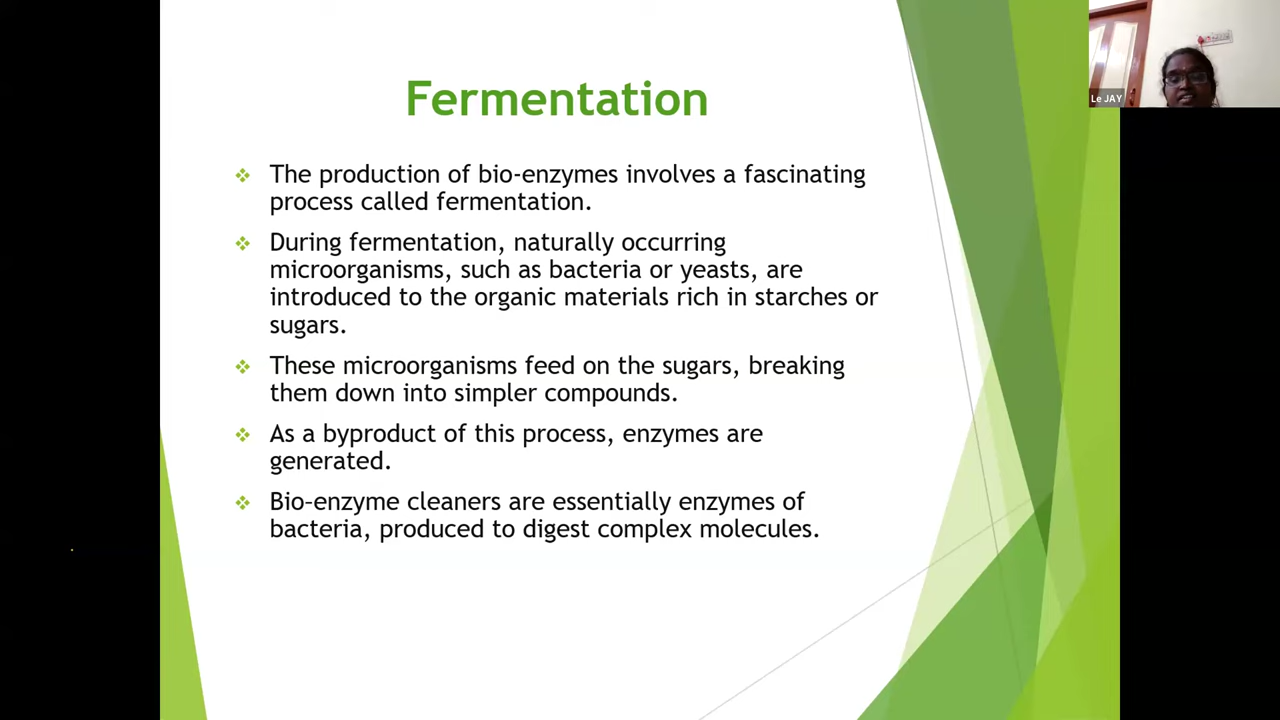 Fermentation
The production of bio-enzymes involves a fascinating
process called fermentation.
During fermentation, naturally occurring
microorganisms, such as bacteria or yeasts, are
introduced to the organic materials rich in starches or
sugars.
These microorganisms feed on the sugars, breaking
them down into simpler compounds.
As a byproduct of this process, enzymes are
generated.
Bio-enzyme cleaners are essentially enzymes of
bacteria, produced to digest complex molecules.
Le JAY